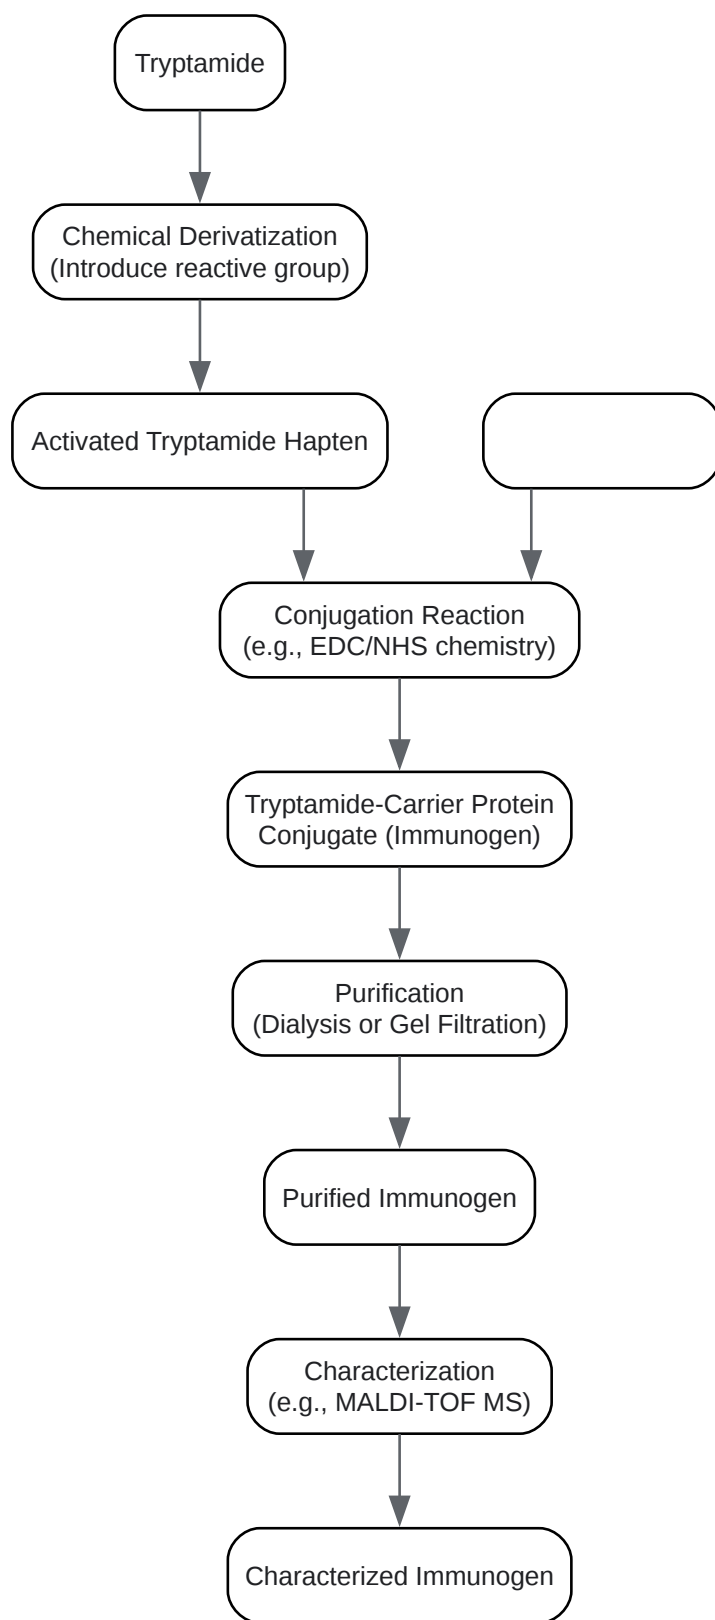 Tryptamide
Chemical Derivatization
(Introduce reactive group)
Activated Tryptamide Hapten
Conjugation Reaction
(e.g., EDC/NHS chemistry)
Tryptamide-Carrier Protein
Conjugate (Immunogen)
Purification
(Dialysis or Gel Filtration)
Purified Immunogen
Characterization
(e.g., MALDI-TOF MS)
Characterized Immunogen